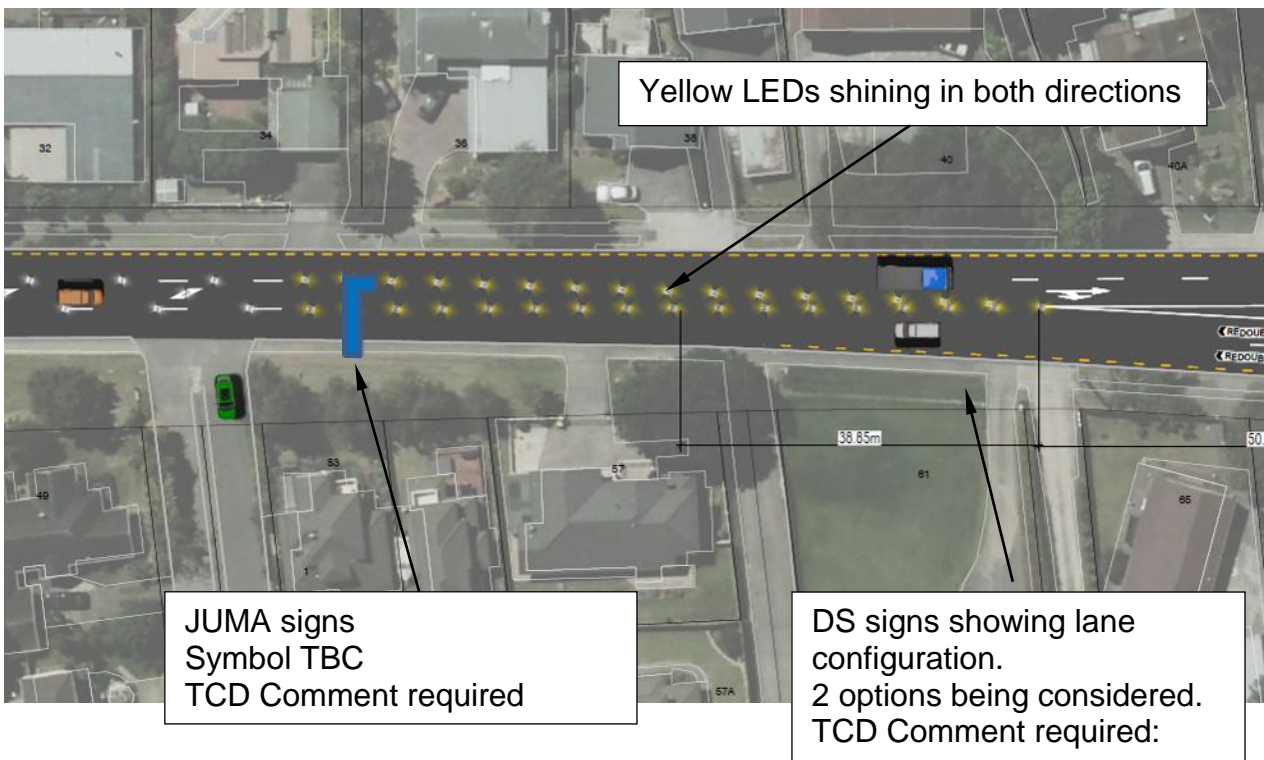 Yellow LEDs shining in both directions
32
34
36
38
40
40A
REDOUB
REDOUB
38.85m
50.
49
53
1
57
61
65
57A
JUMA signs
Symbol TBC
TCD Comment required
DS signs showing lane
configuration.
2 options being considered.
TCD Comment required: